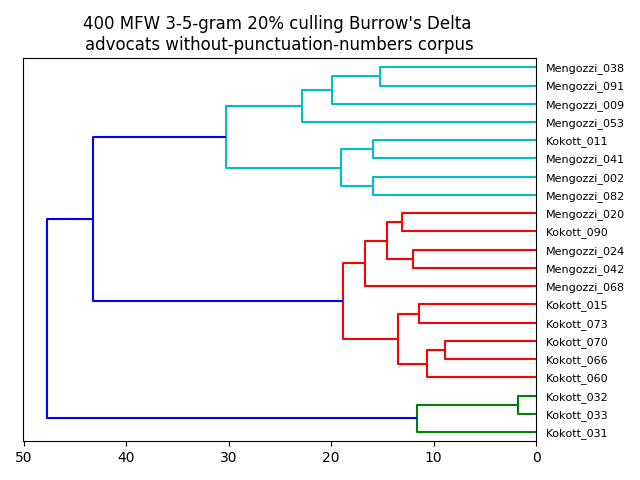 400 MFW 3-5-gram 20% culling Burrow's Delta
advocats without-punctuation-numbers corpus
Mengozzi_038
Mengozzi_091
Mengozzi_009
Mengozzi_053
Kokott_011
Mengozzi_041
Mengozzi_002
Mengozzi_082
Mengozzi_020
Kokott_090
Mengozzi_024
Mengozzi_042
Mengozzi_068
Kokott_015
Kokott_073
Kokott_070
Kokott_066
Kokott_060
Kokott_032
Kokott_033
Kokott_031
50 40 30 20 10 0